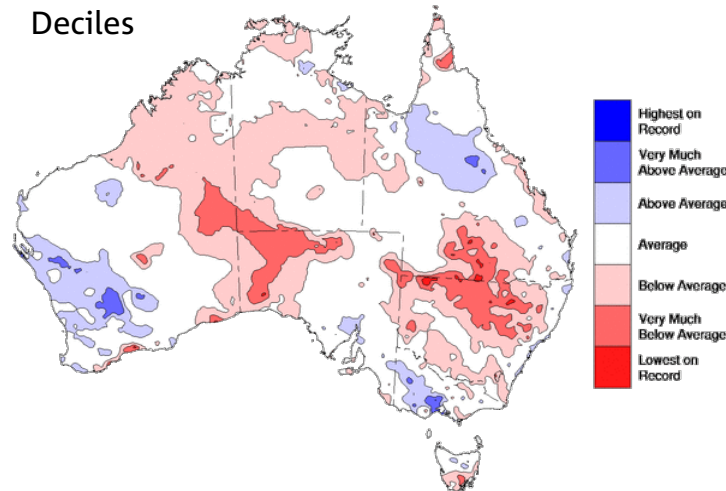 Deciles
Highest on
Record
Very Much
Above Average
Above Average
Average
Below Average
Very Much
Below Average
Lowest on
Record